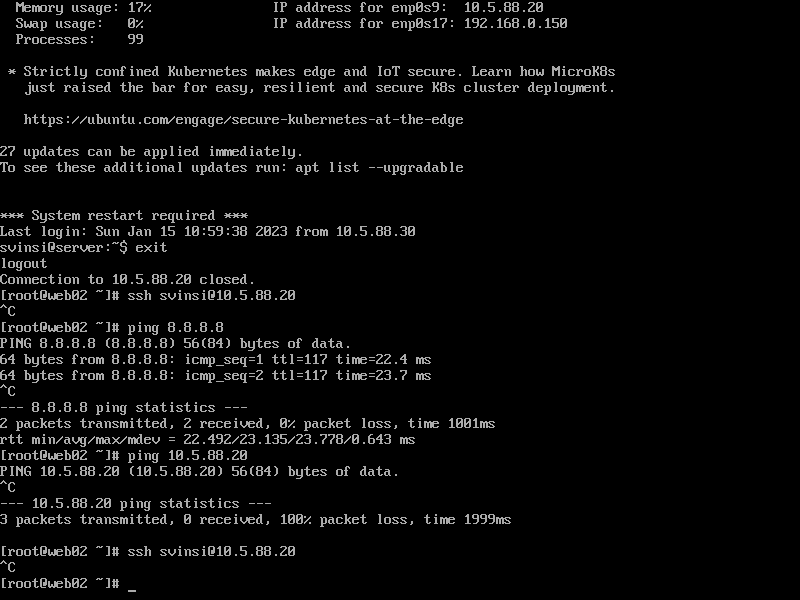 Memory usage: 17%               IP address for enp0s9:  10.5.88.20
Swap usage:   0%                IP address for enp0s17: 192.168.0.150
Processes:    99
* Strictly confined Kubernetes makes edge and IoT secure. Learn how MicroK8s
just raised the bar for easy, resilient and secure K8s cluster deployment.
https://ubuntu.com/engage/secure-kubernetes-at-the-edge
27 updates can be applied immediately.
To see these additional updates run: apt list --upgradable
*** System restart required ***
Last login: Sun Jan 15 10:59:38 2023 from 10.5.88.30
svinsi@server:~$ exit
logout
Connection to 10.5.88.20 closed.
[root@web02 ~]# ssh svinsi@10.5.88.20
^C
[root@web02 ~]# ping 8.8.8.8
PING 8.8.8.8 (8.8.8.8) 56(84) bytes of data.
64 bytes from 8.8.8.8: icmp_seq=1 ttl=117 time=22.4 ms
64 bytes from 8.8.8.8: icmp_seq=2 ttl=117 time=23.7 ms
^C
--- 8.8.8.8 ping statistics ---
2 packets transmitted, 2 received, 0% packet loss, time 1001ms
rtt min/avg/max/mdev = 22.492/23.135/23.778/0.643 ms
[root@web02 ~]# ping 10.5.88.20
PING 10.5.88.20 (10.5.88.20) 56(84) bytes of data.
^C
--- 10.5.88.20 ping statistics ---
3 packets transmitted, 0 received, 100% packet loss, time 1999ms
[root@web02 ~]# ssh svinsi@10.5.88.20
^C
[root@web02 ~]# _